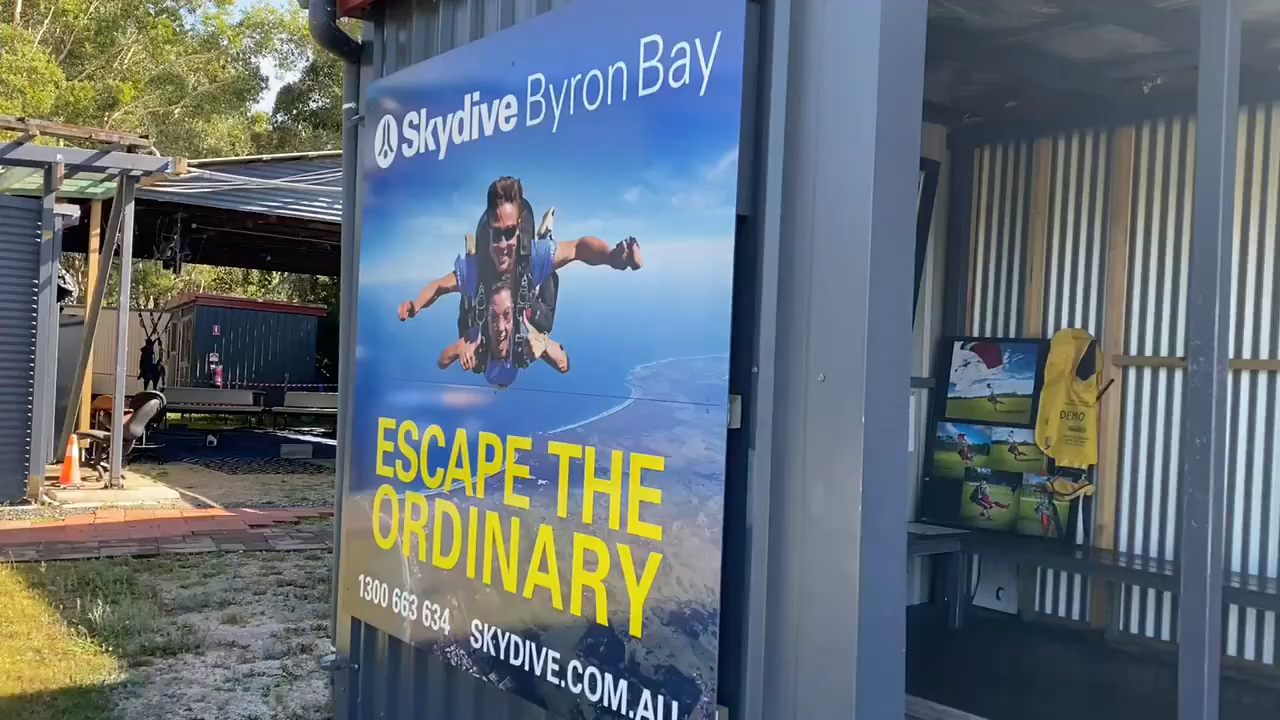 Skydive Byron Bay
ESCAPE THE
ORDINARY
1300 663 634
SKYDIVE.COM.AU
DEMO